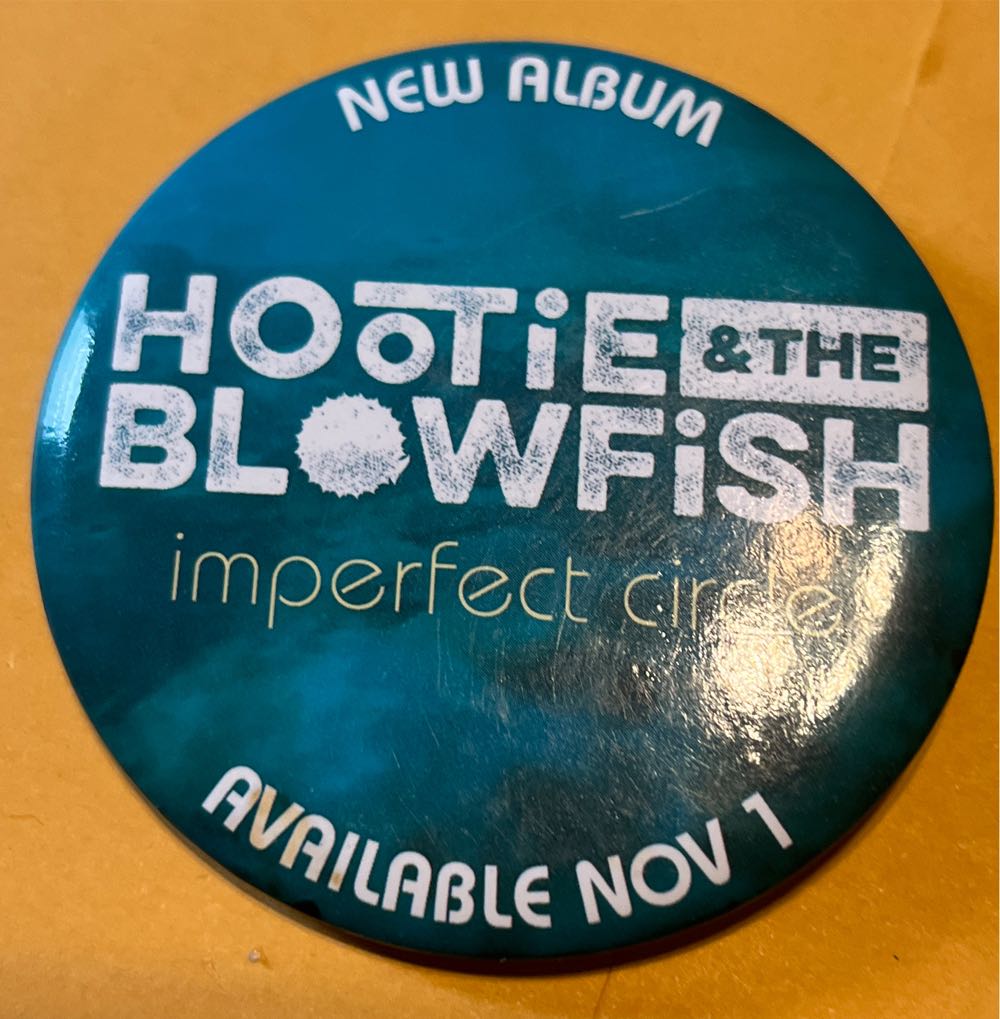 NEW ALBUM
HOOTiE & THE
BLOWFiSH
imperfect circle
AVAILABLE NOV 1